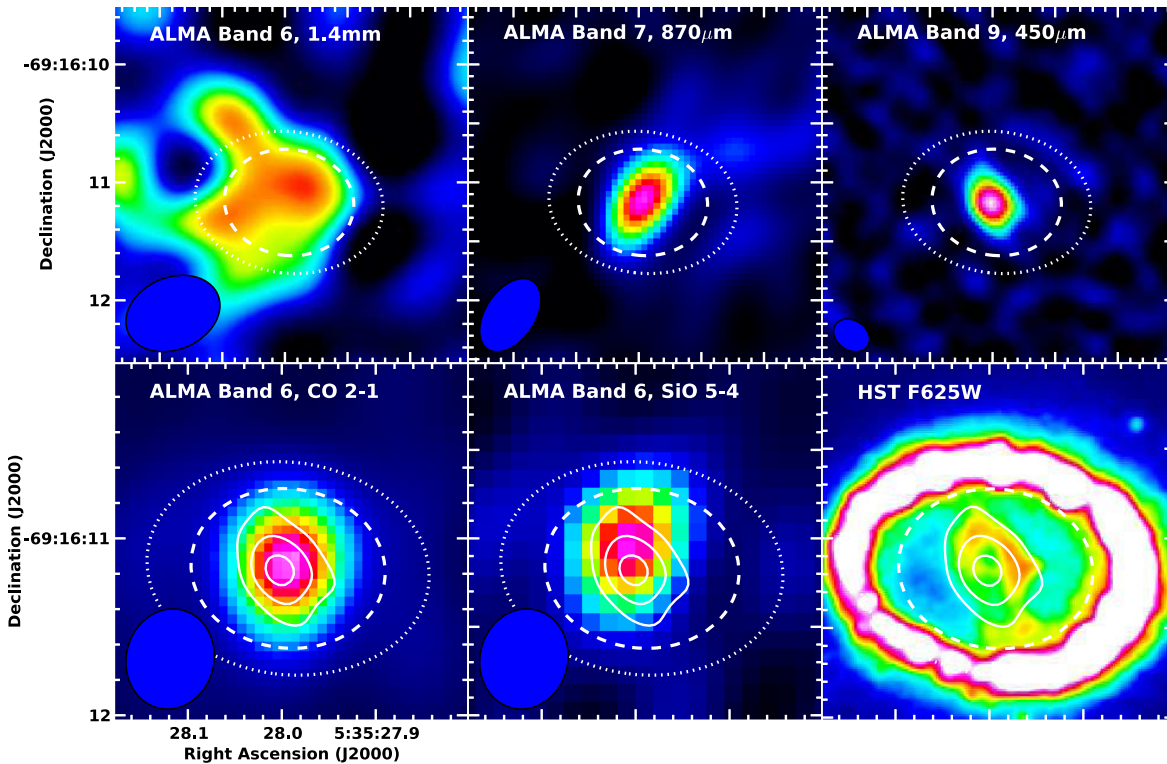 ALMA Band 6, 1.4mm
ALMA Band 7, 870μm
ALMA Band 9, 450μm
-69:16:10
11
12
Declination (J2000)
ALMA Band 6, CO 2-1
ALMA Band 6, SiO 5-4
HST F625W
-69:16:11
12
Declination (J2000)
28.1
28.0
5:35:27.9
Right Ascension (J2000)